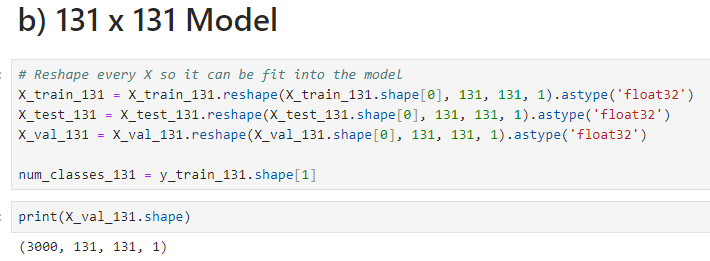 b) 131 x 131 Model
# Reshape every X so it can be fit into the model
X_train_131 = X_train_131.reshape(X_train_131.shape[0], 131, 131, 1).astype('float32')
X_test_131 = X_test_131.reshape(X_test_131.shape[0], 131, 131, 1).astype('float32')
X_val_131 = X_val_131.reshape(X_val_131.shape[0], 131, 131, 1).astype('float32')
num_classes_131 = y_train_131.shape[1]
print(X_val_131.shape)
(3000, 131, 131, 1)